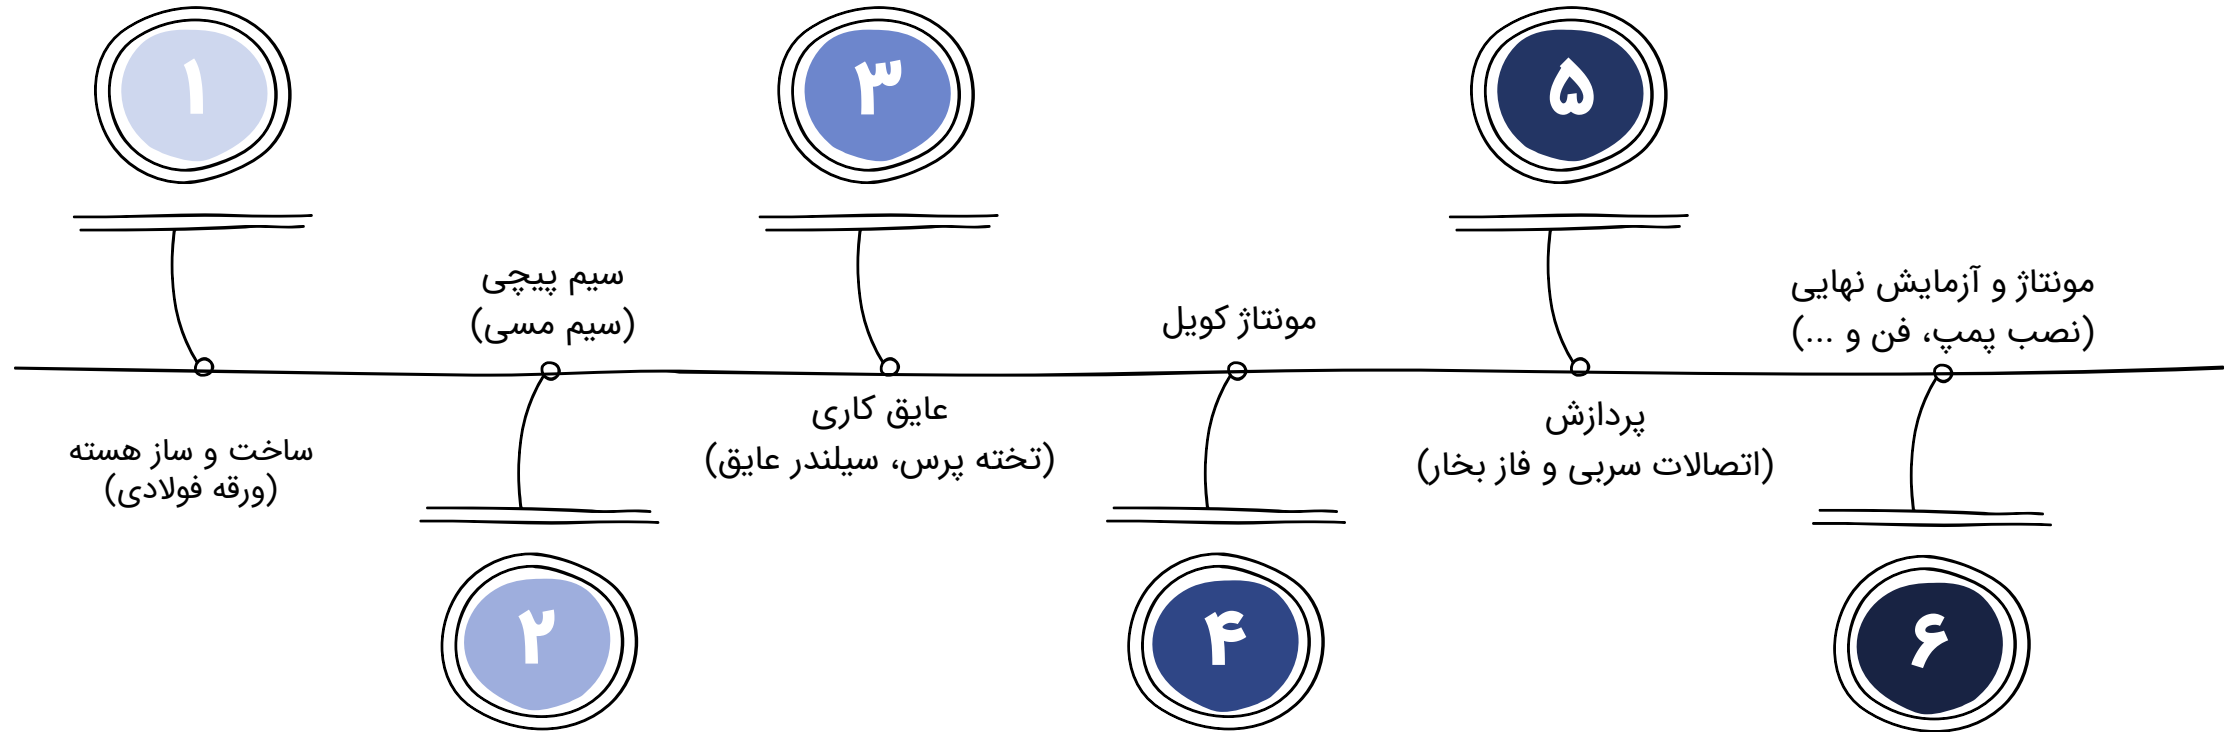 ۱
ساخت و ساز هسته
(ورقه فولادی)
سیم پیچی
(سیم مسی)
۲
۳
عایق کاری
(تخته پرس، سیلندر عایق)
مونتاژ کویل
۴
۵
پردازش
(اتصالات سربی و فاز بخار)
مونتاژ و آزمایش نهایی
(نصب پمپ، فن و ...)
۶